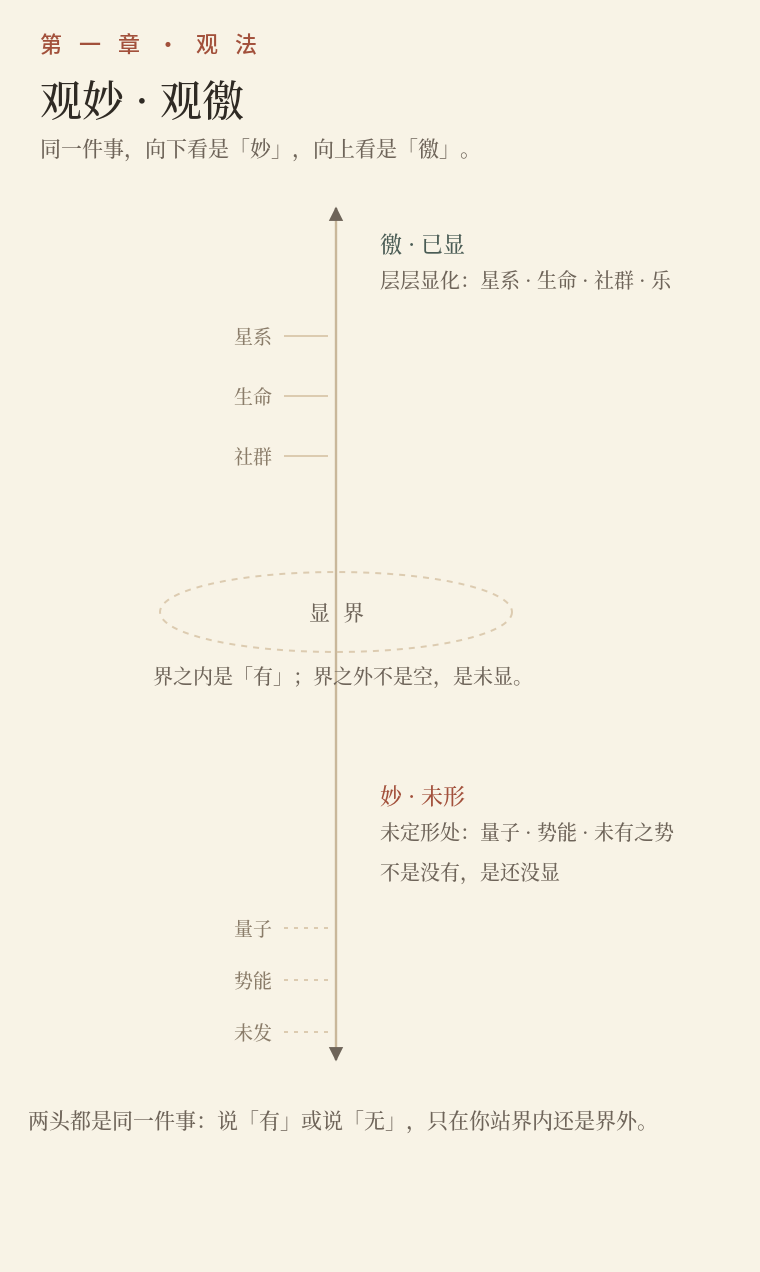 第一章·观法
观妙·观徼
同一件事，向下看是「妙」，向上看是「徼」。
徼·已显
层层显化：星系·生命·社群·乐
星系
生命
社群
显 界
界之内是「有」；界之外不是空，是未显。
妙·未形
未定形处：量子·势能·未有之势
不是没有，是还没显
量子
势能
未发
两头都是同一件事：说「有」或说「无」，只在你站界内还是界外。